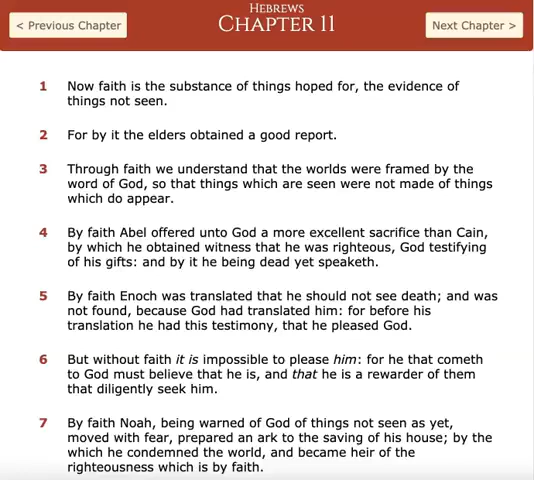 HEBREWS
< Previous Chapter
CHAPTER 11
Next Chapter >
1 Now faith is the substance of things hoped for, the evidence of
things not seen.
2 For by it the elders obtained a good report.
3 Through faith we understand that the worlds were framed by the
word of God, so that things which are seen were not made of things
which do appear.
4 By faith Abel offered unto God a more excellent sacrifice than Cain,
by which he obtained witness that he was righteous, God testifying
of his gifts: and by it he being dead yet speaketh.
5 By faith Enoch was translated that he should not see death; and was
not found, because God had translated him: for before his
translation he had this testimony, that he pleased God.
6 But without faith it is impossible to please him: for he that cometh
to God must believe that he is, and that he is a rewarder of them
that diligently seek him.
7 By faith Noah, being warned of God of things not seen as yet,
moved with fear, prepared an ark to the saving of his house; by the
which he condemned the world, and became heir of the
righteousness which is by faith.